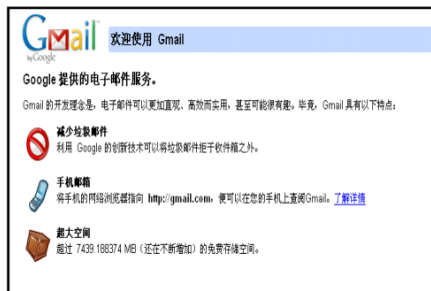 Gmail
by Google
欢迎使用 Gmail
Google 提供的电子邮件服务。
Gmail 的开发理念是，电子邮件可以更加直观、高效而实用，甚至可能很有趣。毕竟，Gmail 具有以下特点：
减少垃圾邮件
利用 Google 的创新技术可以将垃圾邮件拒于收件箱之外。
手机邮箱
将手机的网络浏览器指向 http://gmail.com，便可以在您的手机上查阅Gmail。了解详情
超大空间
超过 7439.188374 MB（还在不断增加）的免费存储空间。